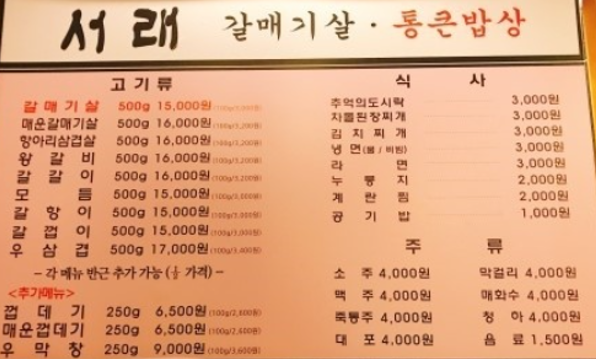 서래 갈매기살 · 통큰밥상
고기류
갈매기살 500g 15,000원 (100g/3,000원)
매운갈매기살 500g 16,000원 (100g/3,200원)
항아리삼겹살 500g 16,000원 (100g/3,200원)
왕갈비 500g 16,000원 (100g/3,200원)
갈갈이 500g 16,000원 (100g/3,200원)
모듬 500g 15,000원 (100g/3,000원)
갈항이 500g 15,000원 (100g/3,000원)
갈껍이 500g 15,000원 (100g/3,000원)
우삼겹 500g 17,000원 (100g/3,400원)
- 각 메뉴 반근 추가 가능 (½ 가격) -
<추가메뉴>
껍데기 250g 6,500원 (100g/2,600원)
매운껍데기 250g 6,500원 (100g/2,600원)
우막창 250g 9,000원 (100g/3,600원)
식사
추억의도시락 3,000원
차돌된장찌개 3,000원
김치찌개 3,000원
냉면(물/비빔) 3,000원
라면 3,000원
누룽지 2,000원
계란찜 2,000원
공기밥 1,000원
주류
소주 4,000원 막걸리 4,000원
맥주 4,000원 매화수 4,000원
죽통주 4,000원 청하 4,000원
대포 4,000원 음료 1,500원